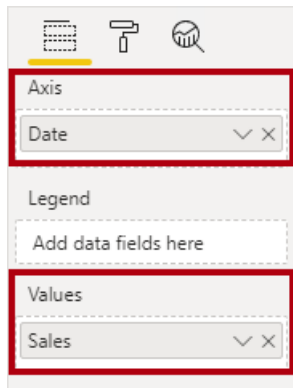 Axis
Date
Legend
Add data fields here
Values
Sales